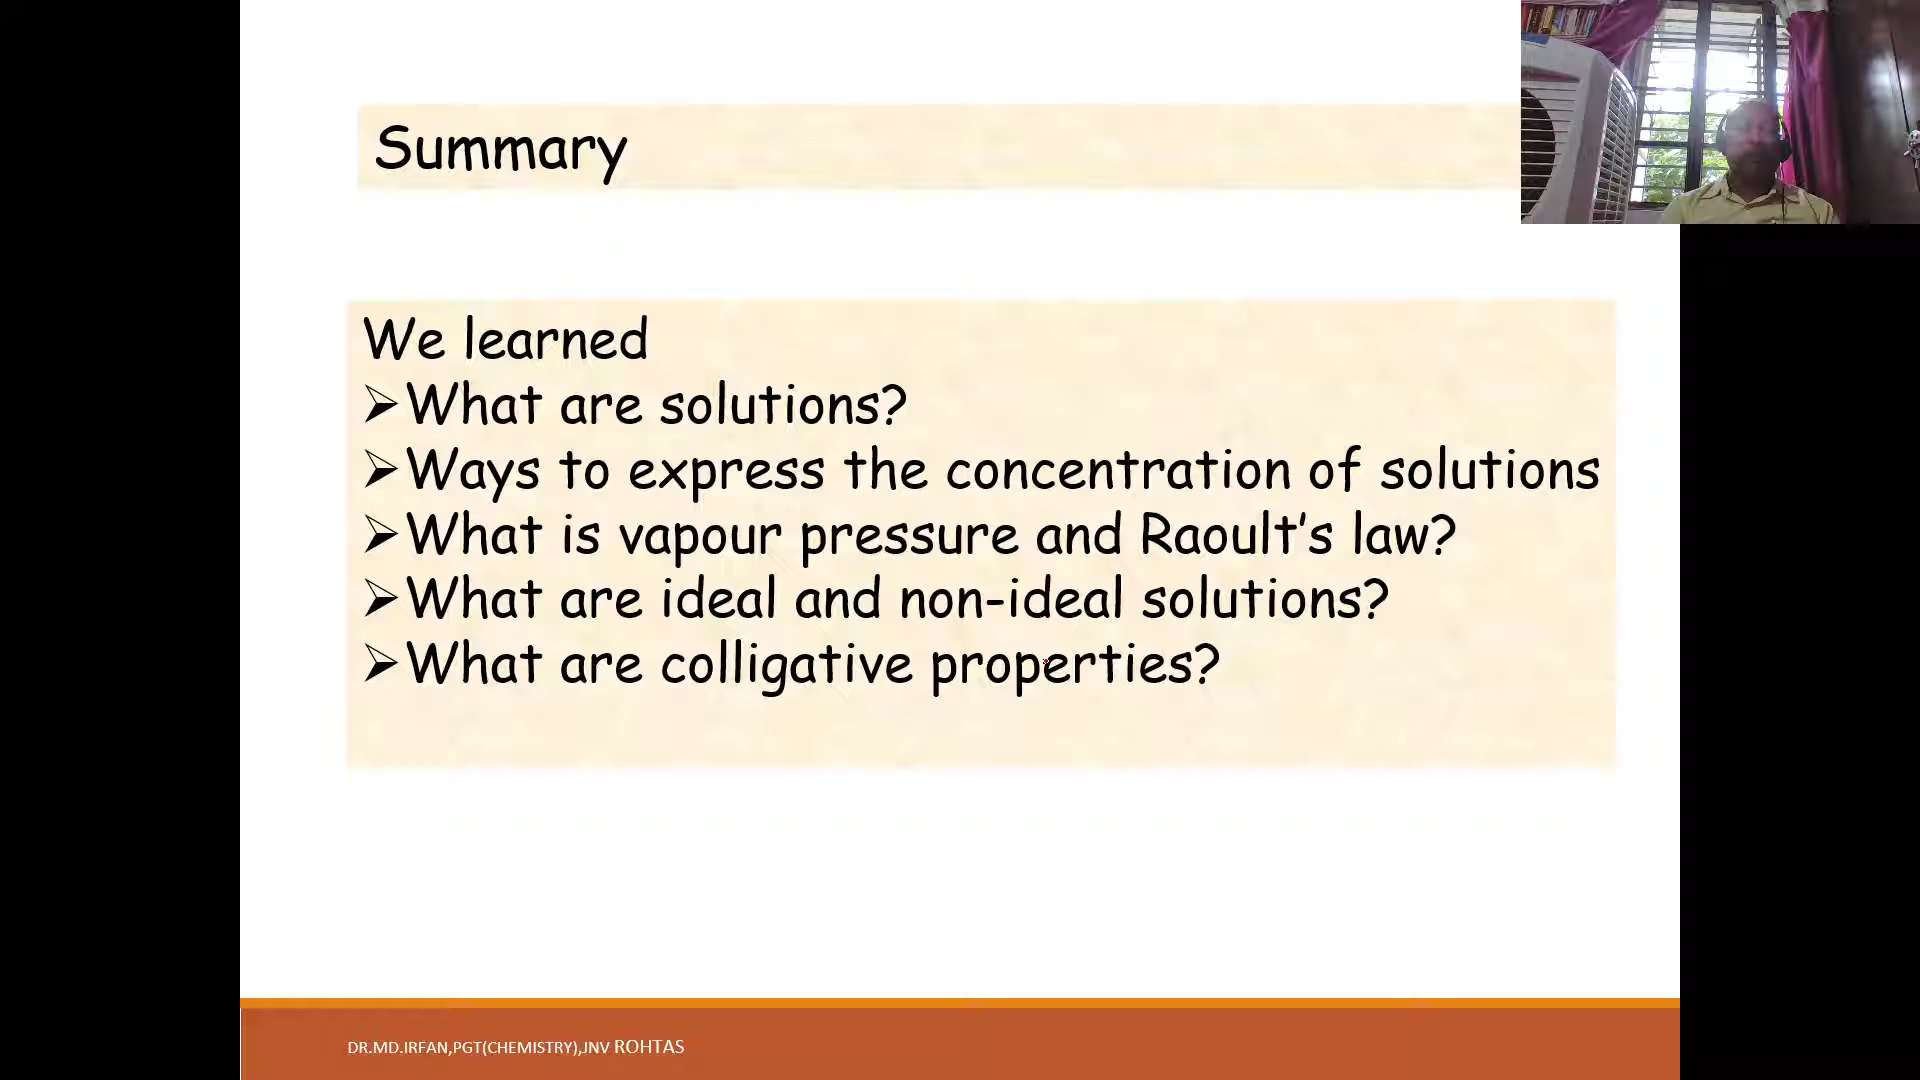 Summary
We learned
➢What are solutions?
➢Ways to express the concentration of solutions
➢What is vapour pressure and Raoult's law?
➢What are ideal and non-ideal solutions?
➢What are colligative properties?
DR.MD.IRFAN,PGT(CHEMISTRY),JNV ROHTAS